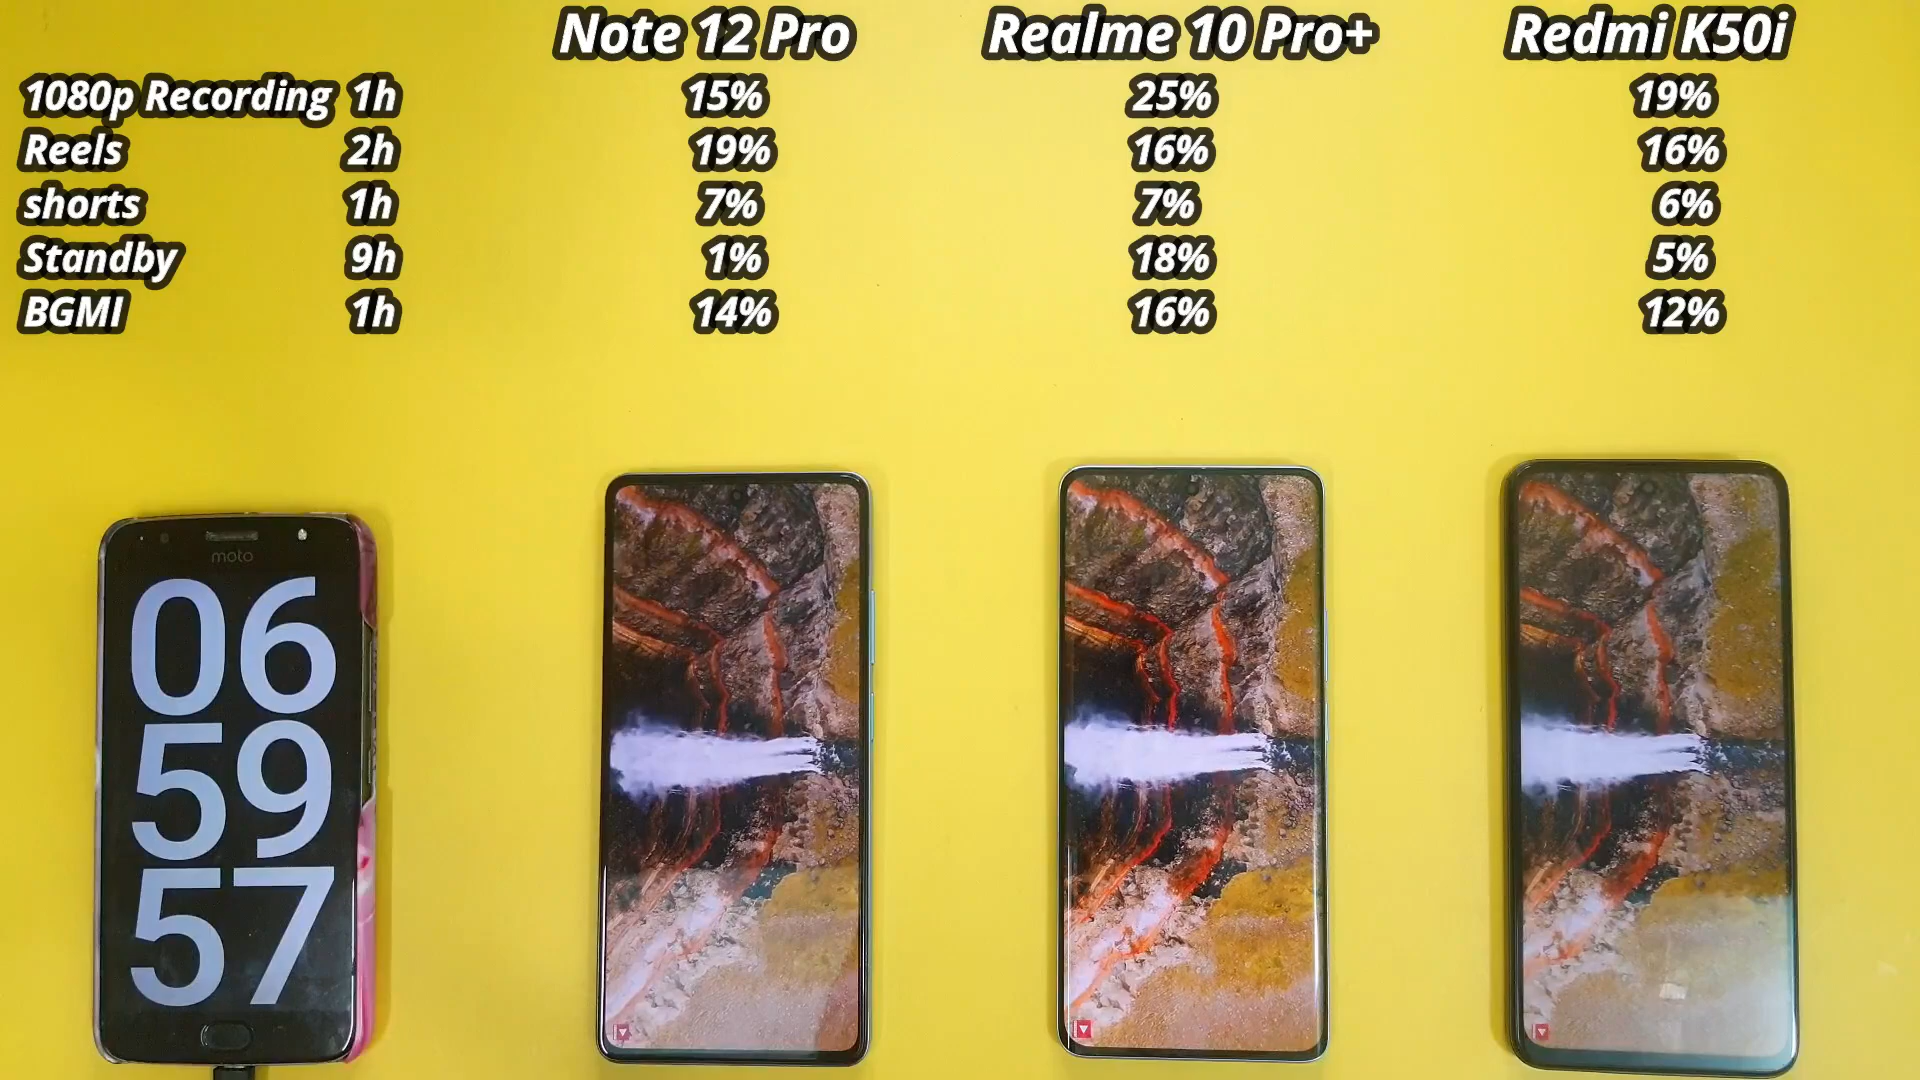 Note 12 Pro Realme 10 Pro+ Redmi K50i
1080p Recording 1h 15% 25% 19%
Reels 2h 19% 16% 16%
shorts 1h 7% 7% 6%
Standby 9h 1% 18% 5%
BGMI 1h 14% 16% 12%
moto
06
59
57